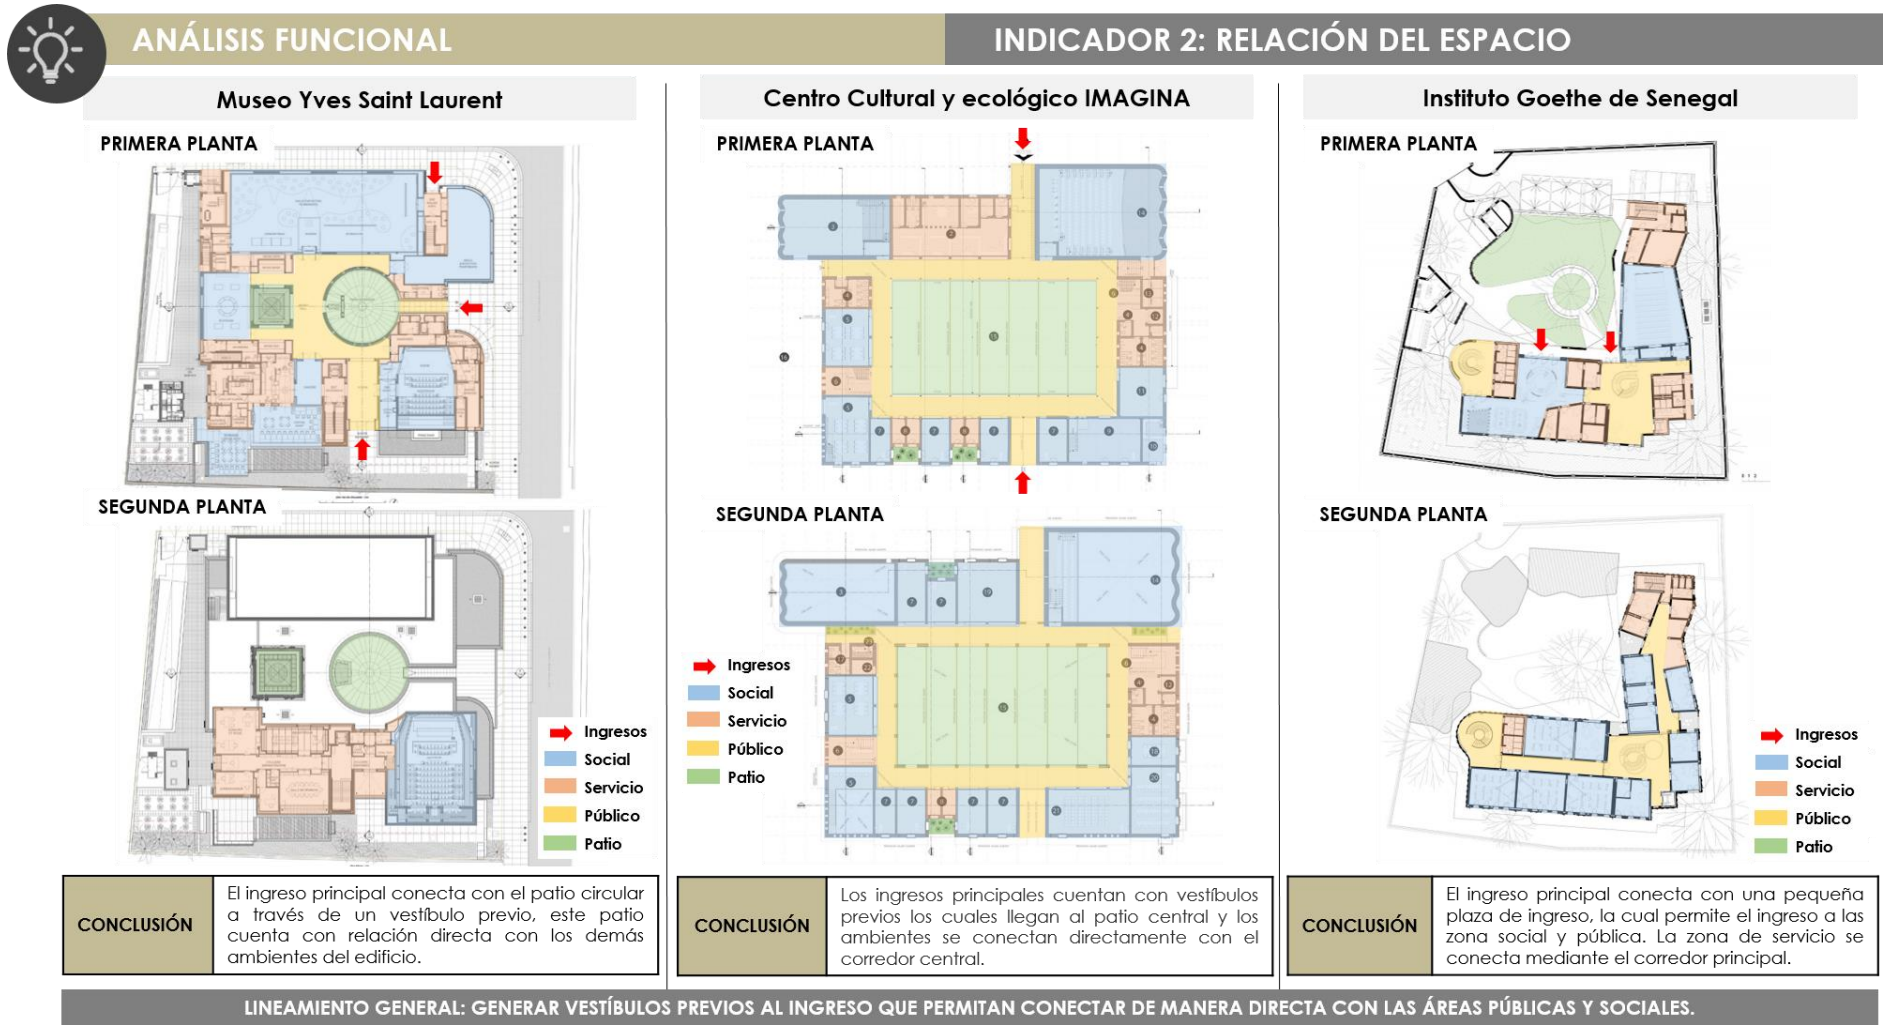 ANÁLISIS FUNCIONAL
INDICADOR 2: RELACIÓN DEL ESPACIO
Museo Yves Saint Laurent
PRIMERA PLANTA
SEGUNDA PLANTA
Ingresos
Social
Servicio
Público
Patio
CONCLUSIÓN
El ingreso principal conecta con el patio circular
a través de un vestíbulo previo, este patio
cuenta con relación directa con los demás
ambientes del edificio.
Centro Cultural y ecológico IMAGINA
PRIMERA PLANTA
SEGUNDA PLANTA
Ingresos
Social
Servicio
Público
Patio
CONCLUSIÓN
Los ingresos principales cuentan con vestíbulos
previos los cuales llegan al patio central y los
ambientes se conectan directamente con el
corredor central.
Instituto Goethe de Senegal
PRIMERA PLANTA
SEGUNDA PLANTA
Ingresos
Social
Servicio
Público
Patio
CONCLUSIÓN
El ingreso principal conecta con una pequeña
plaza de ingreso, la cual permite el ingreso a las
zona social y pública. La zona de servicio se
conecta mediante el corredor principal.
LINEAMIENTO GENERAL: GENERAR VESTÍBULOS PREVIOS AL INGRESO QUE PERMITAN CONECTAR DE MANERA DIRECTA CON LAS ÁREAS PÚBLICAS Y SOCIALES.